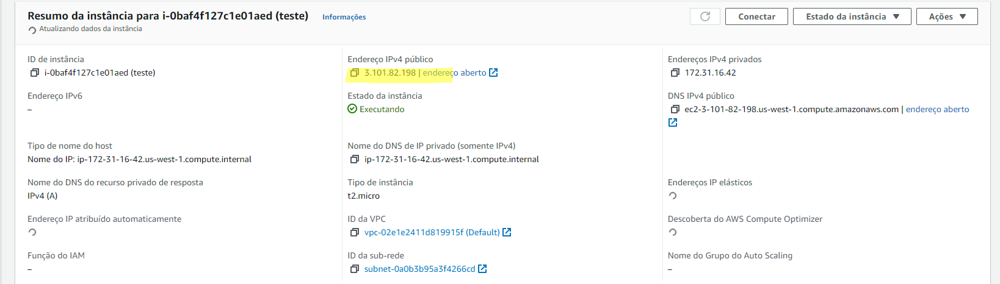 Resumo da instância para i-0baf4f127c1e01aed (teste) Informações
Atualizando dados da instância
Conectar
Estado da instância
Ações
ID de instância
i-0baf4f127c1e01aed (teste)
Endereço IPv4 público
3.101.82.198 | endereço aberto
Endereços IPv4 privados
172.31.16.42
Endereço IPv6
–
Estado da instância
Executando
DNS IPv4 público
ec2-3-101-82-198.us-west-1.compute.amazonaws.com | endereço aberto
Tipo de nome do host
Nome do IP: ip-172-31-16-42.us-west-1.compute.internal
Nome do DNS de IP privado (somente IPv4)
ip-172-31-16-42.us-west-1.compute.internal
Nome do DNS do recurso privado de resposta
IPv4 (A)
Tipo de instância
t2.micro
Endereços IP elásticos
Endereço IP atribuído automaticamente
ID da VPC
vpc-02e1e2411d819915f (Default)
Descoberta do AWS Compute Optimizer
Função do IAM
–
ID da sub-rede
subnet-0a0b3b95a3f4266cd
Nome do Grupo do Auto Scaling
–